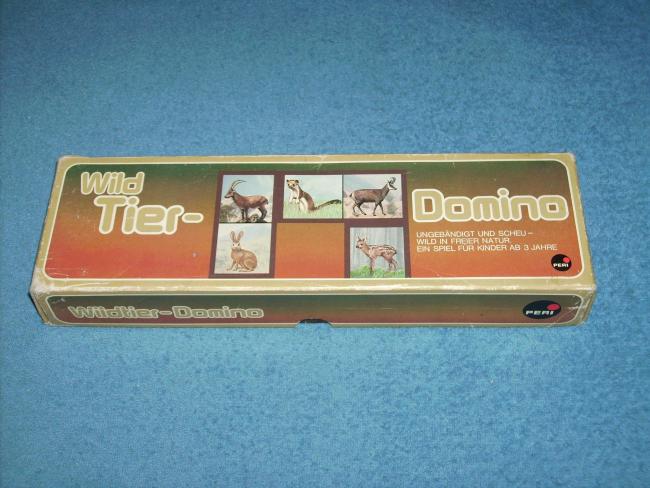 Wild
Tier-
Domino
UNGEBÄNDIGT UND SCHEU –
WILD IN FREIER NATUR.
EIN SPIEL FÜR KINDER AB 3 JAHRE
PERI
Wildtier-Domino
PERI